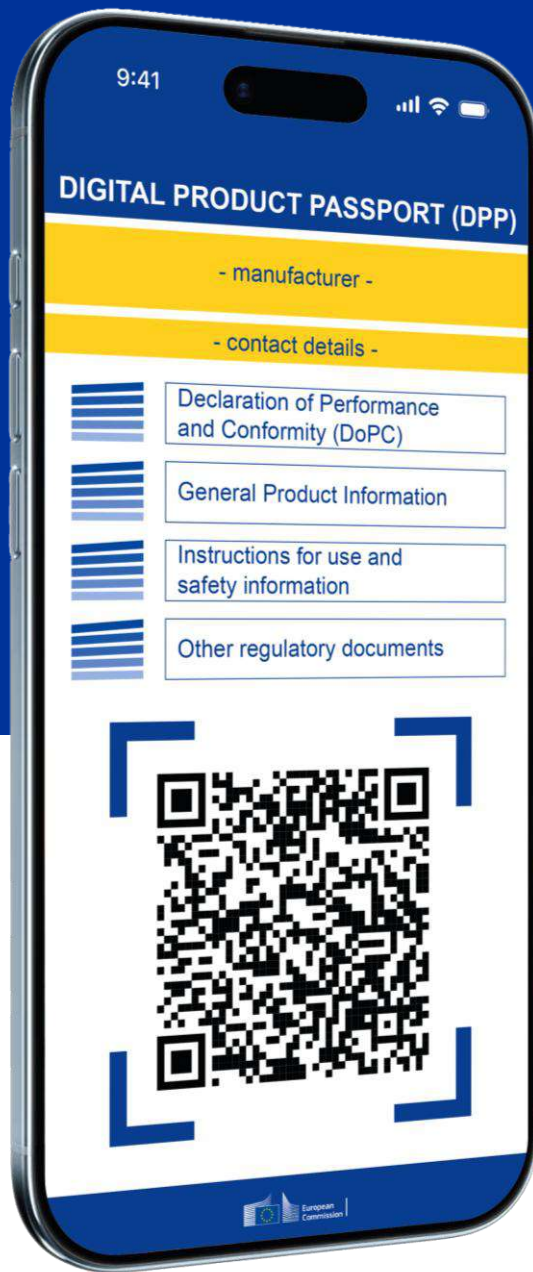 9:41
DIGITAL PRODUCT PASSPORT (DPP)
- manufacturer -
- contact details -
Declaration of Performance
and Conformity (DoPC)
General Product Information
Instructions for use and
safety information
Other regulatory documents
European
Commission